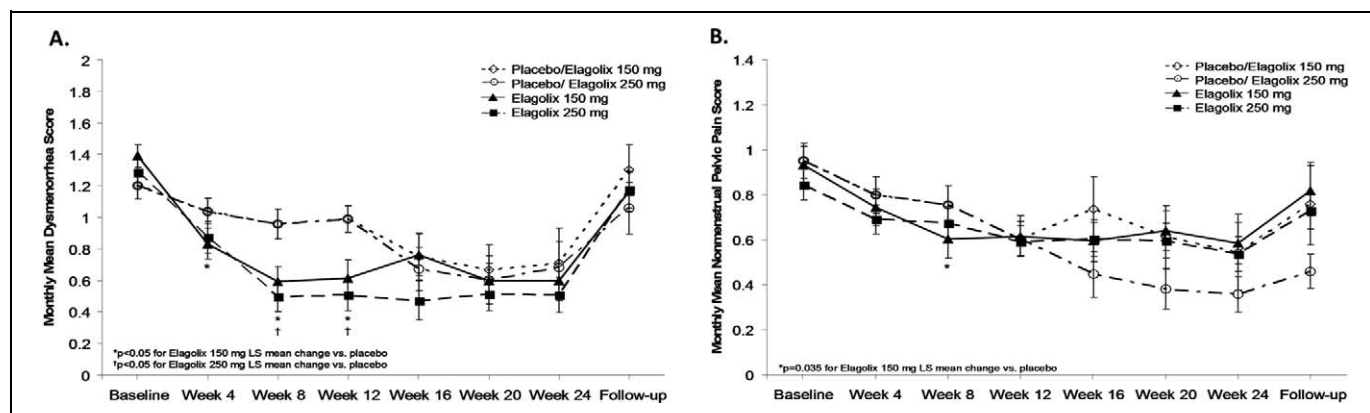 A.
Monthly Mean Dysmenorrhea Score
2
1.8
1.6
1.4
1.2
1
0.8
0.6
0.4
0.2
0
Placebo/Elagolix 150 mg
Placebo/ Elagolix 250 mg
Elagolix 150 mg
Elagolix 250 mg
*
*
†
*
†
*p<0.05 for Elagolix 150 mg LS mean change vs. placebo
†p<0.05 for Elagolix 250 mg LS mean change vs. placebo
Baseline Week 4 Week 8 Week 12 Week 16 Week 20 Week 24 Follow-up
B.
Monthly Mean Nonmenstrual Pelvic Pain Score
1.4
1.2
1
0.8
0.6
0.4
0.2
0
Placebo/Elagolix 150 mg
Placebo/ Elagolix 250 mg
Elagolix 150 mg
Elagolix 250 mg
*
*p=0.035 for Elagolix 150 mg LS mean change vs. placebo
Baseline Week 4 Week 8 Week 12 Week 16 Week 20 Week 24 Follow-up